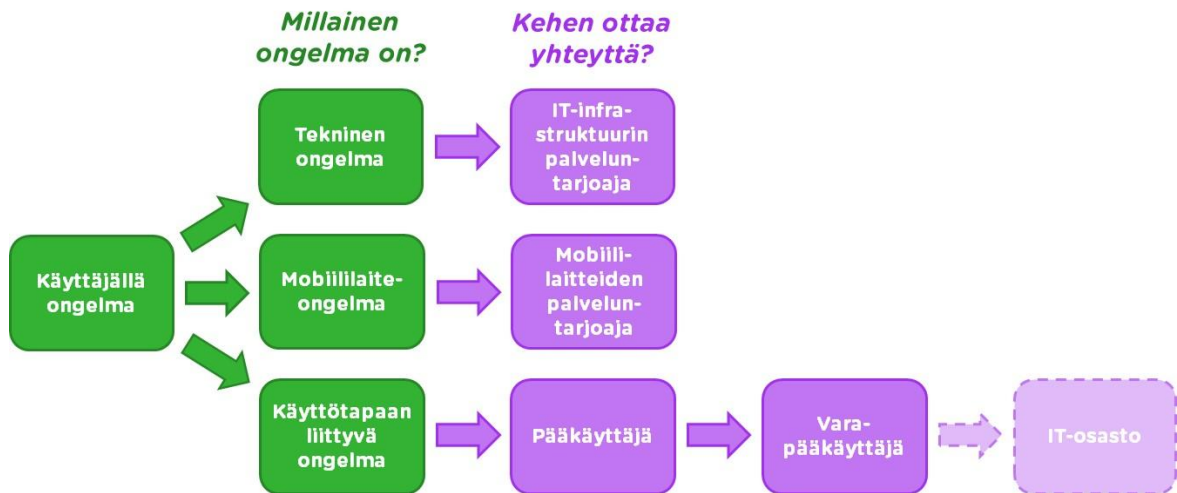 Millainen
ongelma on?
Kehen ottaa
yhteyttä?
Tekninen
ongelma
IT-infra-
struktuurin
palvelun-
tarjoaja
Käyttäjällä
ongelma
Mobiililaite-
ongelma
Mobiili-
laitteiden
palvelun-
tarjoaja
Käyttötapaan
liittyvä
ongelma
Pääkäyttäjä
Vara-
pääkäyttäjä
IT-osasto